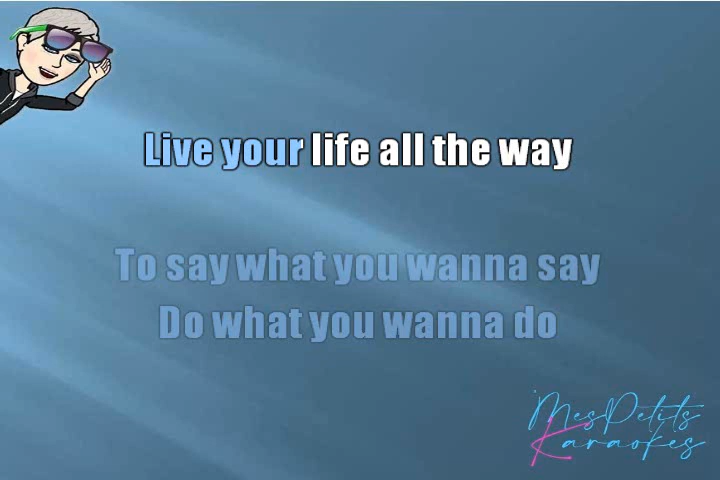 Live your life all the way
To say what you wanna say
Do what you wanna do
MesPetits
Karaokes